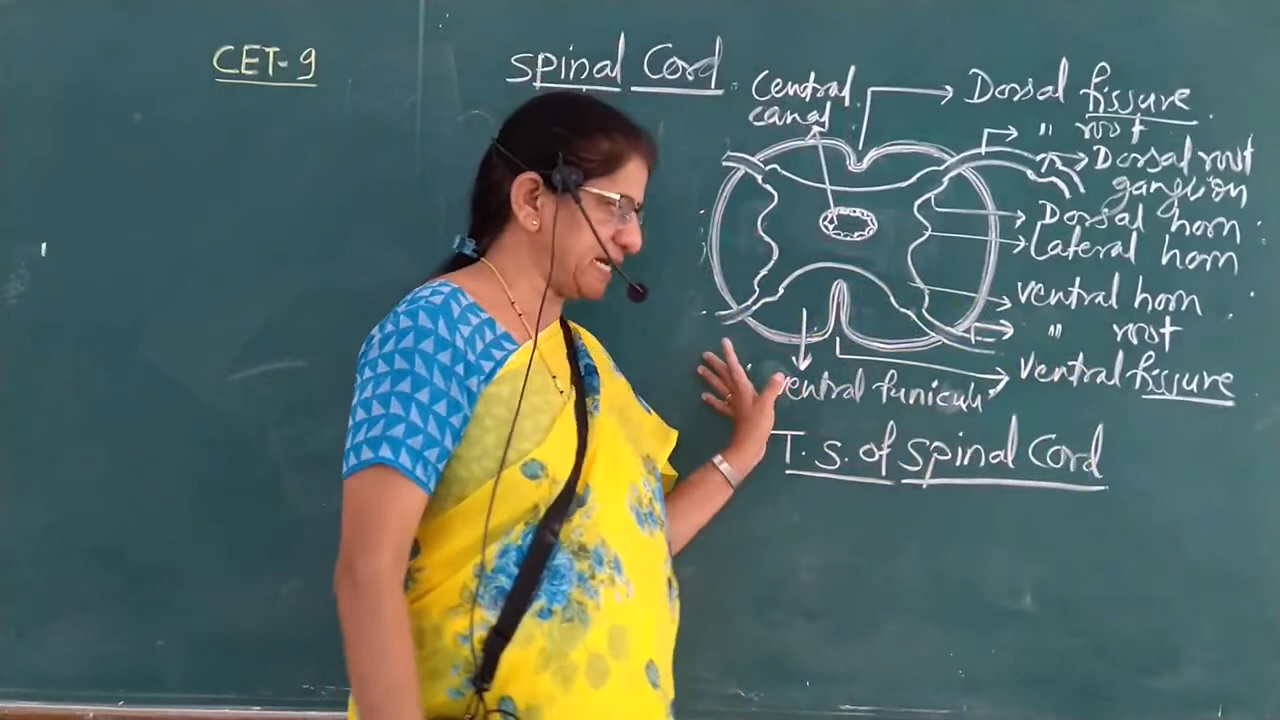 CET-9
Spinal Cord
Central
canal
Dorsal fissure
" root
Dorsal root
ganglion
Dorsal horn
Lateral horn
ventral horn
" root
ventral fissure
ventral funiculi
T.S. of Spinal Cord